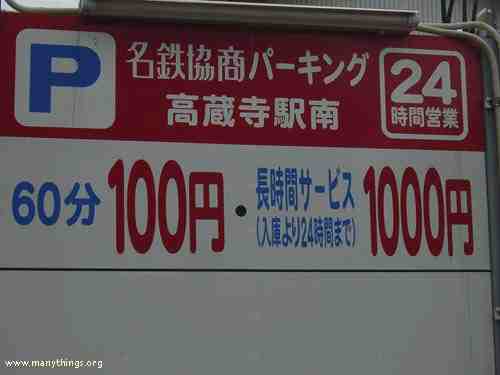 P 名鉄協商パーキング 24
高蔵寺駅南 時間営業
60分 100円・長時間サービス 1000円
(入庫より24時間まで)
www.manythings.org